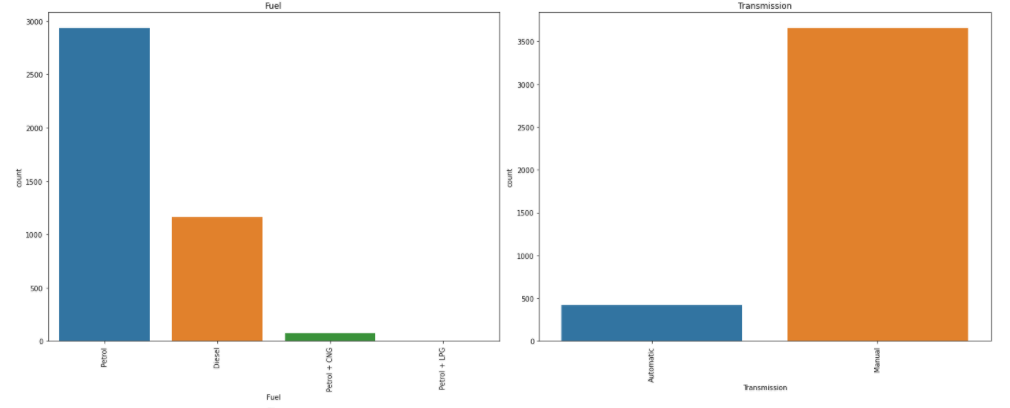 Fuel
3000
2500
2000
1500
1000
500
0
count
Petrol
Diesel
Petrol + CNG
Petrol + LPG
Fuel
Transmission
3500
3000
2500
2000
1500
1000
500
0
count
Automatic
Manual
Transmission